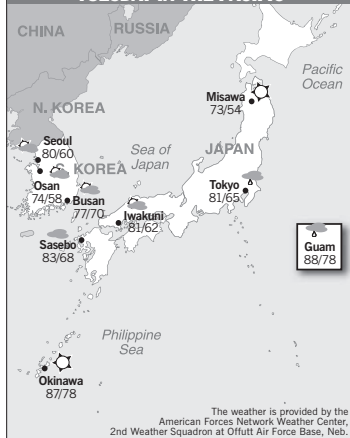 CHINA
RUSSIA
Pacific
Ocean
Misawa
73/54
N. KOREA
Seoul
80/60
S. KOREA
Sea of
Japan
JAPAN
Osan
74/58
Busan
77/70
Tokyo
81/65
Iwakuni
81/62
Sasebo
83/68
Guam
88/78
Philippine
Sea
Okinawa
87/78
The weather is provided by the
American Forces Network Weather Center,
2nd Weather Squadron at Offutt Air Force Base, Neb.